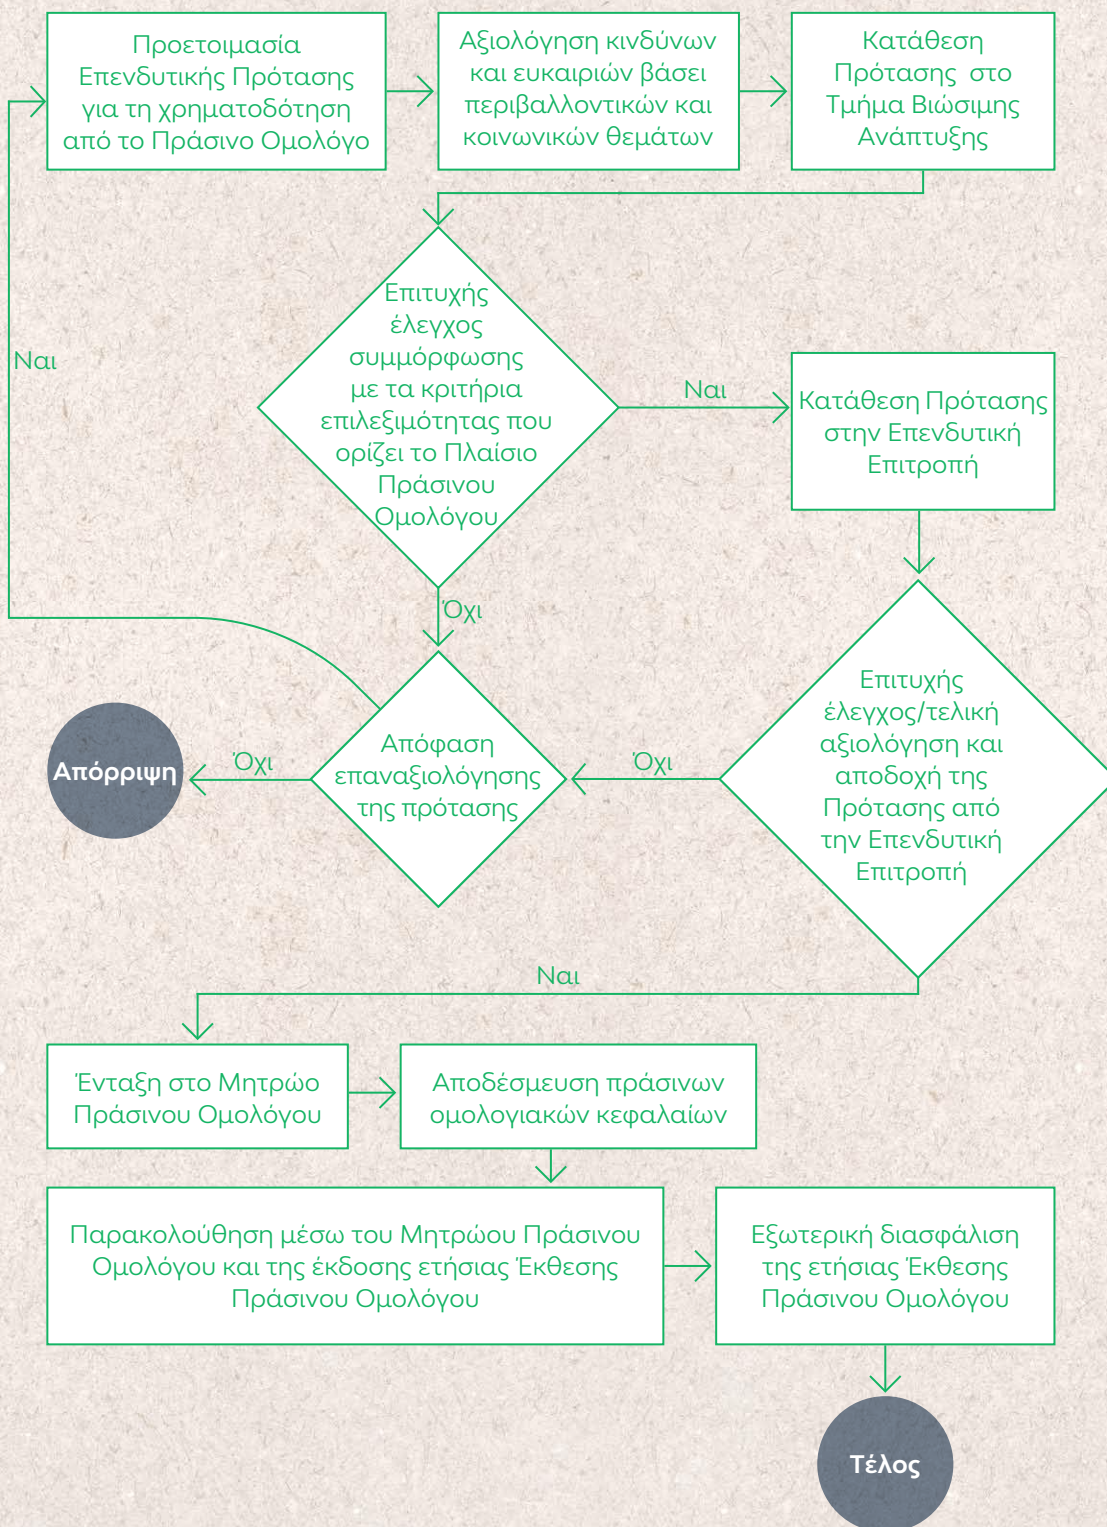 Προετοιμασία
Επενδυτικής Πρότασης
για τη χρηματοδότηση
από το Πράσινο Ομολόγο
Αξιολόγηση κινδύνων
και ευκαιριών βάσει
περιβαλλοντικών και
κοινωνικών θεμάτων
Κατάθεση
Πρότασης στο
Τμήμα Βιώσιμης
Ανάπτυξης
Επιτυχής
έλεγχος
συμμόρφωσης
με τα κριτήρια
επιλεξιμότητας που
ορίζει το Πλαίσιο
Πράσινου
Ομολόγου
Ναι
Ναι
Κατάθεση Πρότασης
στην Επενδυτική
Επιτροπή
Όχι
Επιτυχής
έλεγχος/τελική
αξιολόγηση και
αποδοχή της
Πρότασης από
την Επενδυτική
Επιτροπή
Όχι
Απόφαση
επαναξιολόγησης
της πρότασης
Όχι
Απόρριψη
Ναι
Ένταξη στο Μητρώο
Πράσινου Ομολόγου
Αποδέσμευση πράσινων
ομολογιακών κεφαλαίων
Παρακολούθηση μέσω του Μητρώου Πράσινου
Ομολόγου και της έκδοσης ετήσιας Έκθεσης
Πράσινου Ομολόγου
Εξωτερική διασφάλιση
της ετήσιας Έκθεσης
Πράσινου Ομολόγου
Τέλος